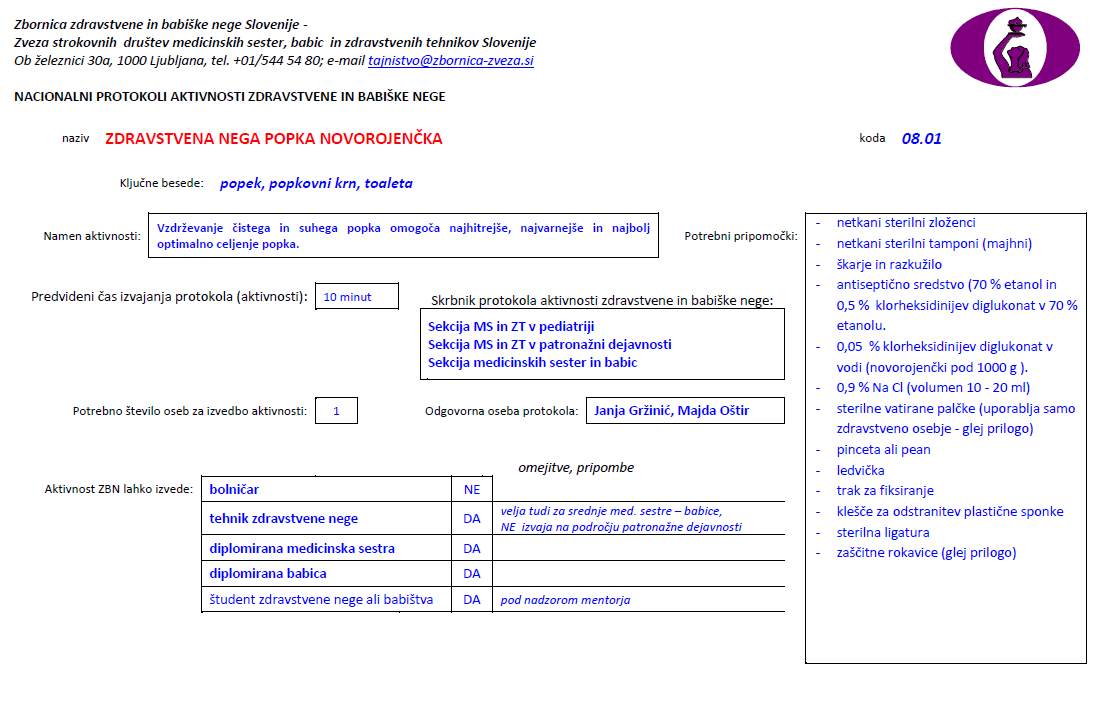 Zbornica zdravstvene in babiške nege Slovenije -
Zveza strokovnih društev medicinskih sester, babic in zdravstvenih tehnikov Slovenije
Ob železnici 30a, 1000 Ljubljana, tel. +01/544 54 80; e-mail tajnistvo@zbornica-zveza.si
NACIONALNI PROTOKOLI AKTIVNOSTI ZDRAVSTVENE IN BABIŠKE NEGE
naziv ZDRAVSTVENA NEGA POPKA NOVOROJENČKA
koda 08.01
Ključne besede: popek, popkovni krn, toaleta
Namen aktivnosti:
Vzdrževanje čistega in suhega popka omogoča najhitrejše, najvarnejše in najbolj
optimalno celjenje popka.
Potrebni pripomočki:
- netkani sterilni zloženci
- netkani sterilni tamponi (majhni)
- škarje in razkužilo
- antiseptično sredstvo (70 % etanol in
0,5 % klorheksidinijev diglukonat v 70 %
etanolu.
- 0,05 % klorheksidinijev diglukonat v
vodi (novorojenčki pod 1000 g ).
- 0,9 % Na Cl (volumen 10 - 20 ml)
- sterilne vatirane palčke (uporablja samo
zdravstveno osebje - glej prilogo)
- pinceta ali pean
- ledvička
- trak za fiksiranje
- klešče za odstranitev plastične sponke
- sterilna ligatura
- zaščitne rokavice (glej prilogo)
Predvideni čas izvajanja protokola (aktivnosti): 10 minut
Skrbnik protokola aktivnosti zdravstvene in babiške nege:
Sekcija MS in ZT v pediatriji
Sekcija MS in ZT v patronažni dejavnosti
Sekcija medicinskih sester in babic
Potrebno število oseb za izvedbo aktivnosti: 1
Odgovorna oseba protokola: Janja Gržinić, Majda Oštir
omejitve, pripombe
Aktivnost ZBN lahko izvede:
bolničar NE
tehnik zdravstvene nege DA
velja tudi za srednje med. sestre – babice,
NE izvaja na področju patronažne dejavnosti
diplomirana medicinska sestra DA
diplomirana babica DA
študent zdravstvene nege ali babištva DA pod nadzorom mentorja